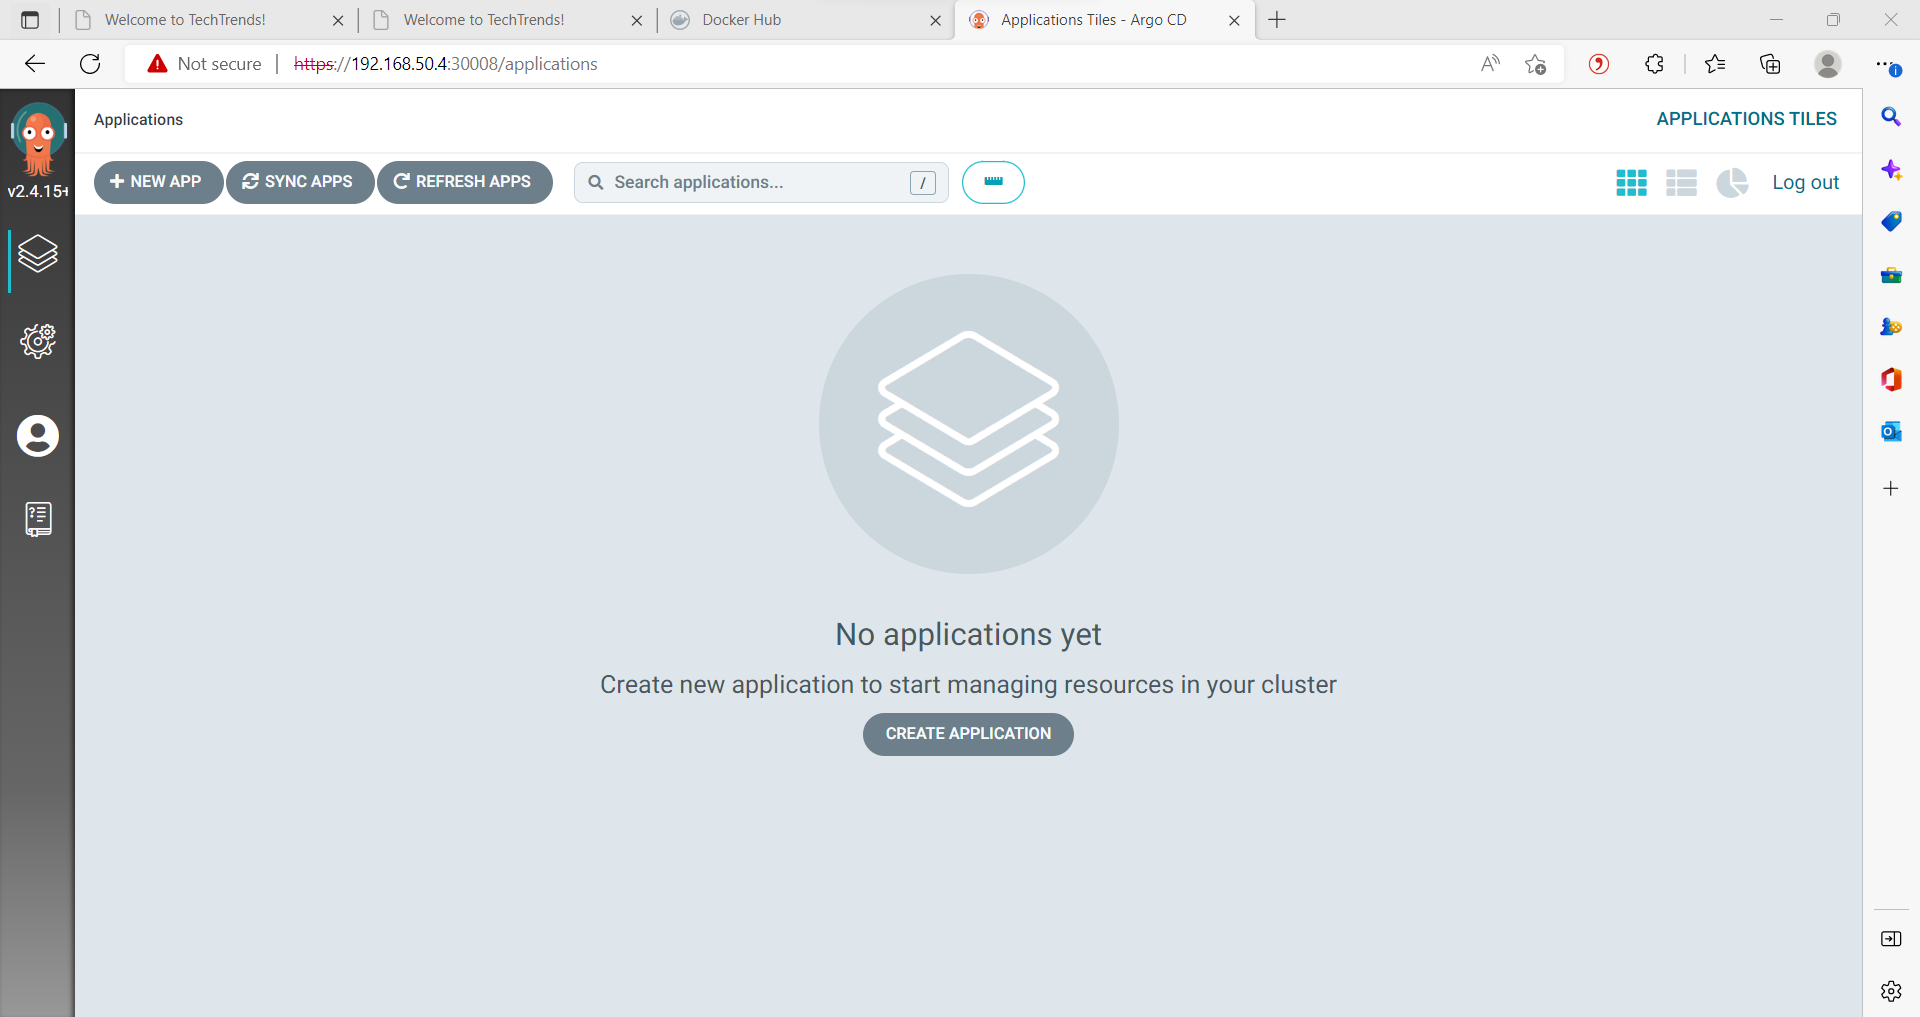 Welcome to TechTrends!
Welcome to TechTrends!
Docker Hub
Applications Tiles - Argo CD
Not secure
https://192.168.50.4:30008/applications
v2.4.15+
Applications
APPLICATIONS TILES
NEW APP
SYNC APPS
REFRESH APPS
Search applications...
/
Log out
No applications yet
Create new application to start managing resources in your cluster
CREATE APPLICATION